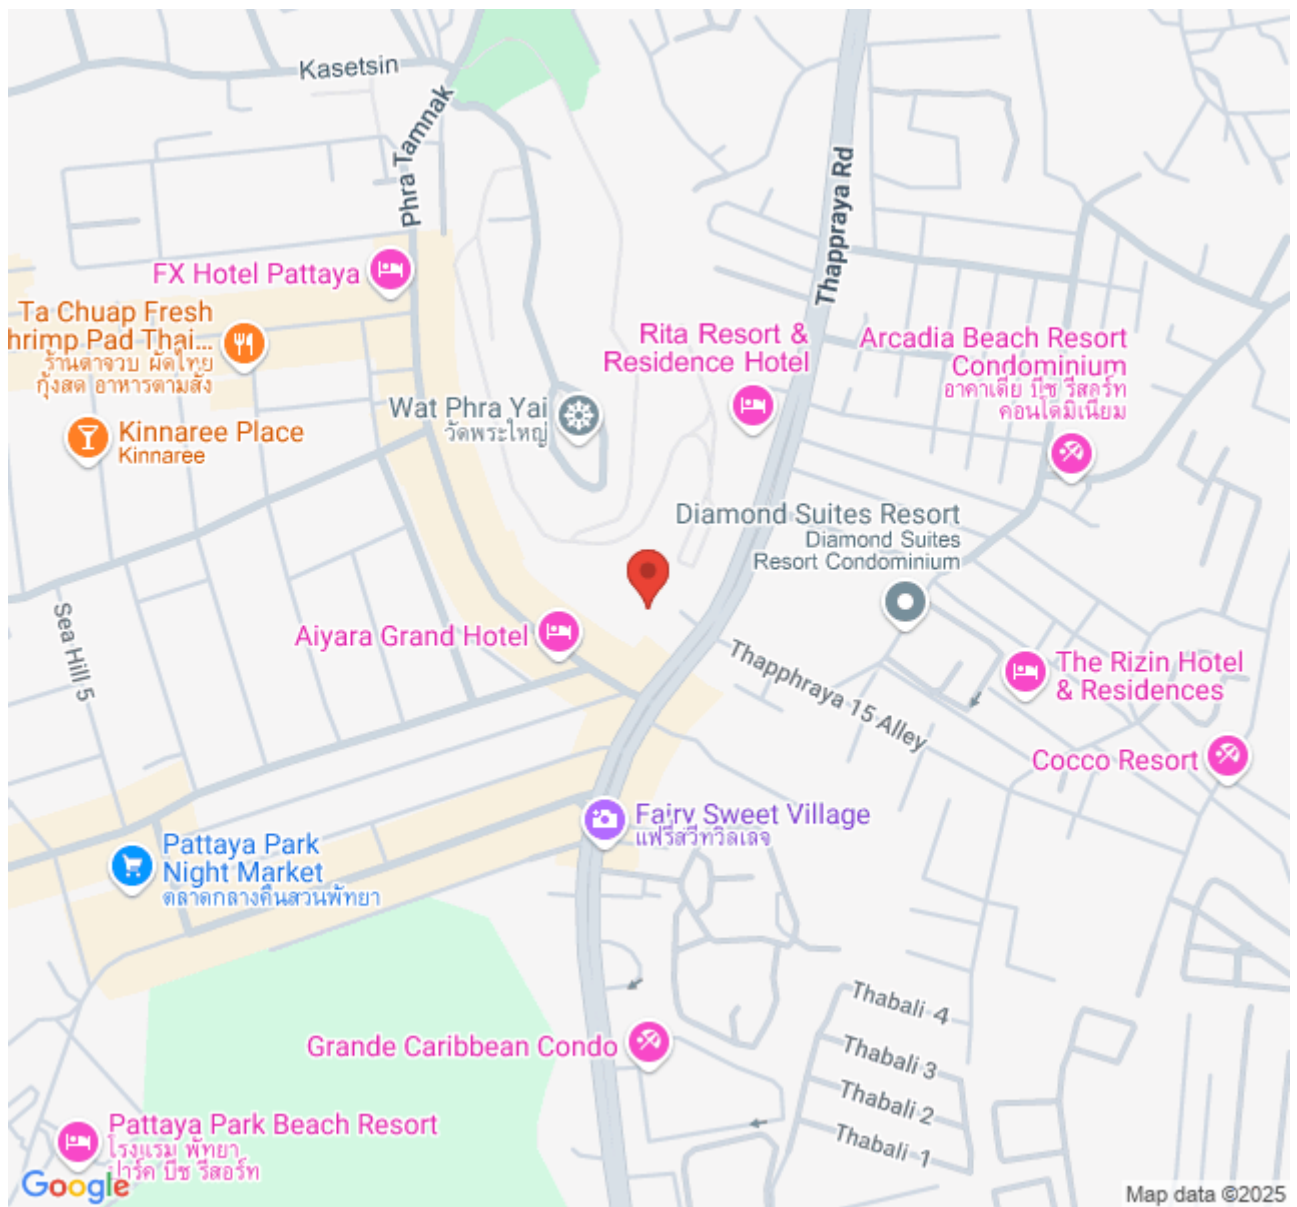 Kasetsin
Phra Tamnak
Thappraya Rd
FX Hotel Pattaya
Ta Chuap Fresh
hrimp Pad Thai...
ร้านตาจวบ ผัดไทย
กุ้งสด อาหารตามสั่ง
Rita Resort &
Residence Hotel
Arcadia Beach Resort
Condominium
อาคาเดีย บีช รีสอร์ท
คอนโดมิเนียม
Wat Phra Yai
วัดพระใหญ่
Kinnaree Place
Kinnaree
Diamond Suites Resort
Diamond Suites
Resort Condominium
Sea Hill 5
Aiyara Grand Hotel
Thapphraya 15 Alley
The Rizin Hotel
& Residences
Cocco Resort
Fairy Sweet Village
แฟรี่สวีทวิลเลจ
Pattaya Park
Night Market
ตลาดกลางคืนสวนพัทยา
Thabali 4
Grande Caribbean Condo
Thabali 3
Thabali 2
Thabali 1
Pattaya Park Beach Resort
โรงแรม พัทยา
ปาร์ค บีช รีสอร์ท
Google
Map data ©2025